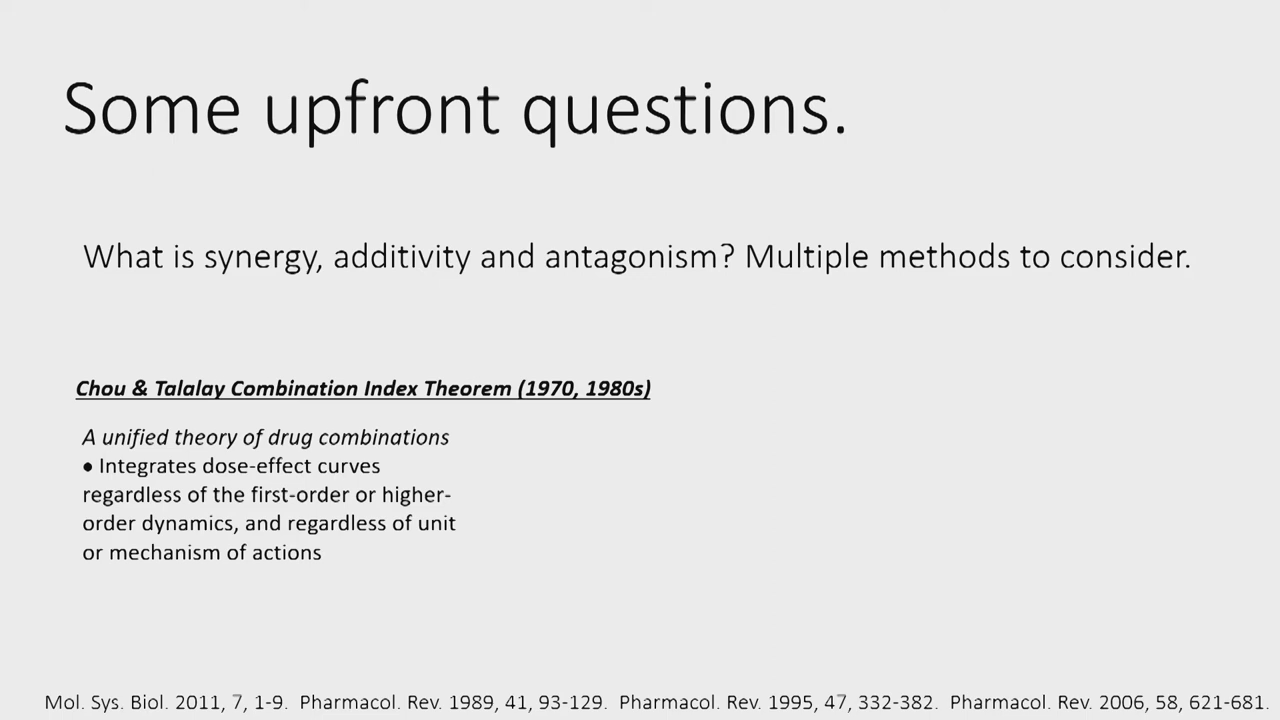 Some upfront questions.
What is synergy, additivity and antagonism? Multiple methods to consider.
Chou & Talalay Combination Index Theorem (1970, 1980s)
A unified theory of drug combinations
• Integrates dose-effect curves
regardless of the first-order or higher-
order dynamics, and regardless of unit
or mechanism of actions
Mol. Sys. Biol. 2011, 7, 1-9. Pharmacol. Rev. 1989, 41, 93-129. Pharmacol. Rev. 1995, 47, 332-382. Pharmacol. Rev. 2006, 58, 621-681.